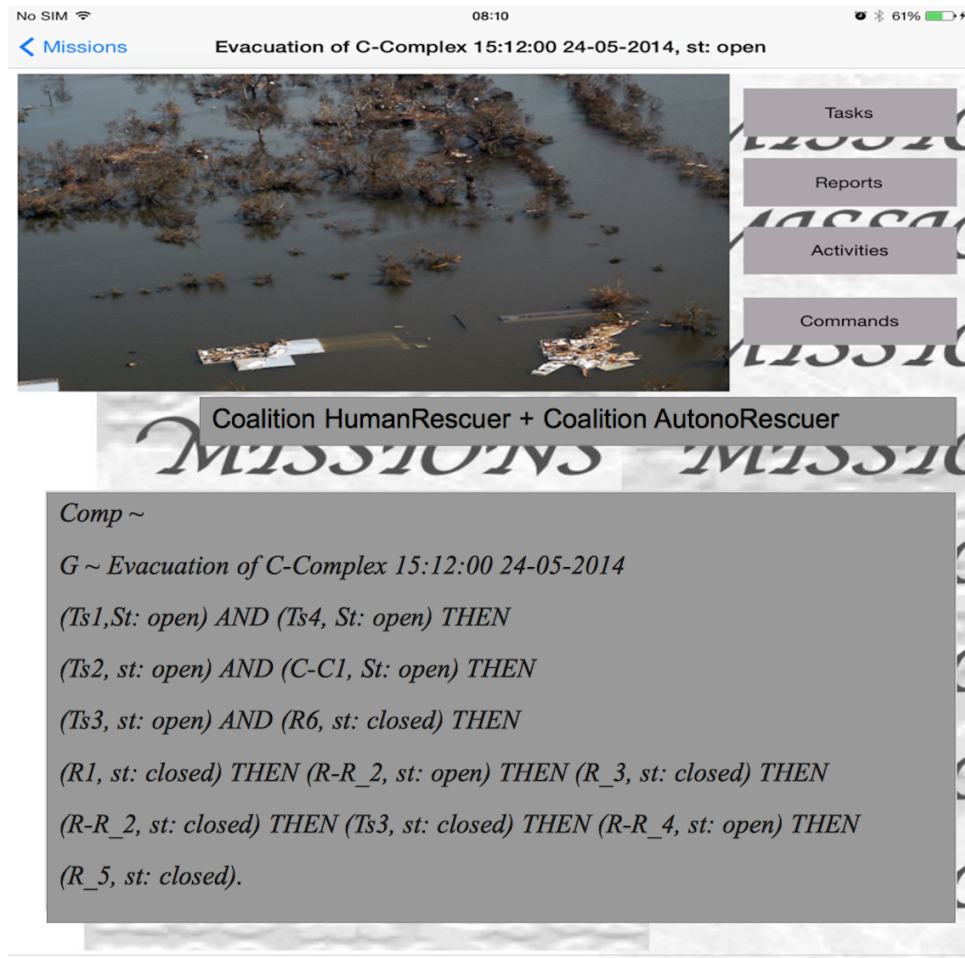 No SIM 08:10 61%
Missions Evacuation of C-Complex 15:12:00 24-05-2014, st: open
Tasks
Reports
Activities
Commands
Coalition HumanRescuer + Coalition AutonoRescuer
MISSIONS MISSIO
Comp ~
G ~ Evacuation of C-Complex 15:12:00 24-05-2014
(Ts1,St: open) AND (Ts4, St: open) THEN
(Ts2, st: open) AND (C-C1, St: open) THEN
(Ts3, st: open) AND (R6, st: closed) THEN
(R1, st: closed) THEN (R-R_2, st: open) THEN (R_3, st: closed) THEN
(R-R_2, st: closed) THEN (Ts3, st: closed) THEN (R-R_4, st: open) THEN
(R_5, st: closed).